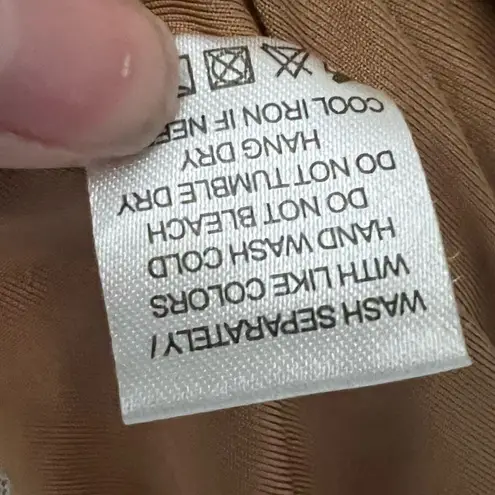 WASH SEPARATELY /
WITH LIKE COLORS
HAND WASH COLD
DO NOT BLEACH
DO NOT TUMBLE DRY
HANG DRY
COOL IRON IF